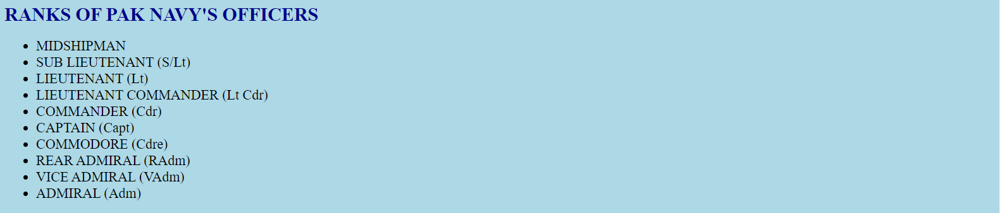 RANKS OF PAK NAVY'S OFFICERS
• MIDSHIPMAN
• SUB LIEUTENANT (S/Lt)
• LIEUTENANT (Lt)
• LIEUTENANT COMMANDER (Lt Cdr)
• COMMANDER (Cdr)
• CAPTAIN (Capt)
• COMMODORE (Cdre)
• REAR ADMIRAL (RAdm)
• VICE ADMIRAL (VAdm)
• ADMIRAL (Adm)